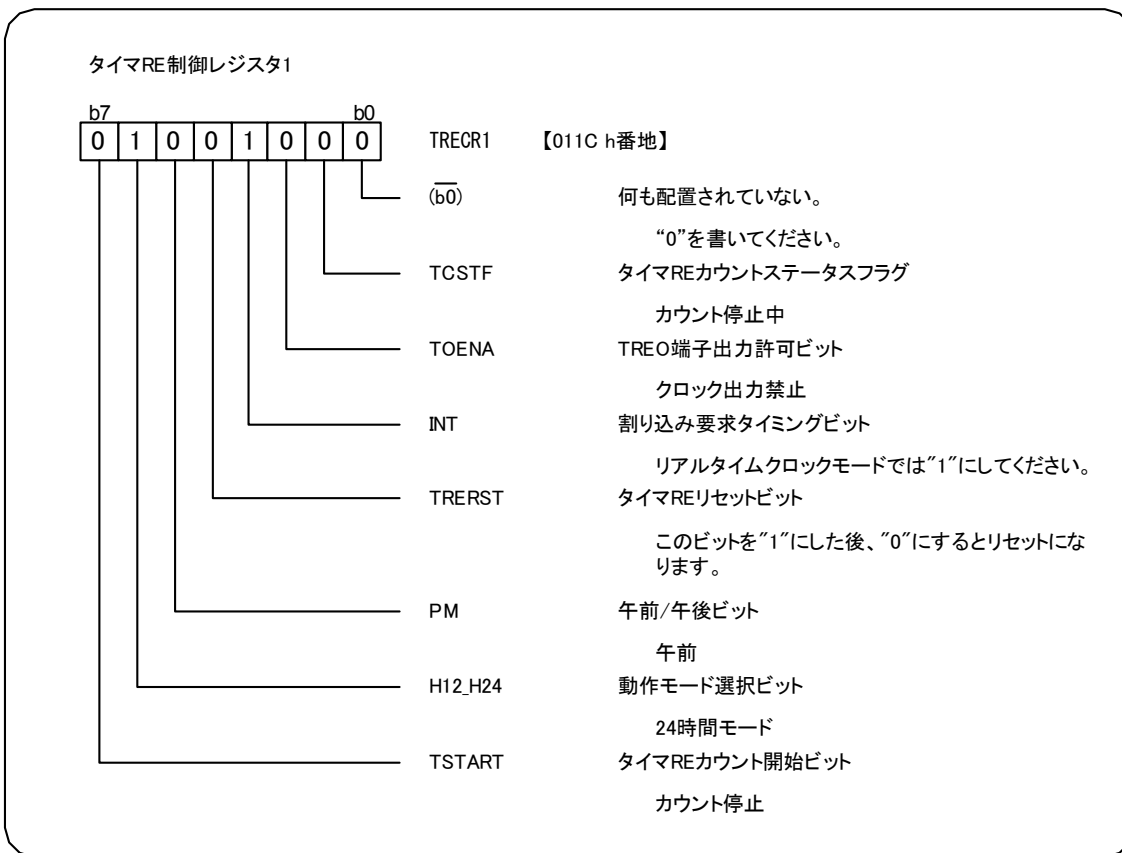 タイマRE制御レジスタ1
b7 b0
0 1 0 0 1 0 0 0 TRECR1 【011C h番地】
(b0) 何も配置されていない。
“0”を書いてください。
TCSTF タイマREカウントステータスフラグ
カウント停止中
TOENA TREO端子出力許可ビット
クロック出力禁止
INT 割り込み要求タイミングビット
リアルタイムクロックモードでは"1"にしてください。
TRERST タイマREリセットビット
このビットを"1"にした後、"0"にするとリセットにな
ります。
PM 午前/午後ビット
午前
H12_H24 動作モード選択ビット
24時間モード
TSTART タイマREカウント開始ビット
カウント停止